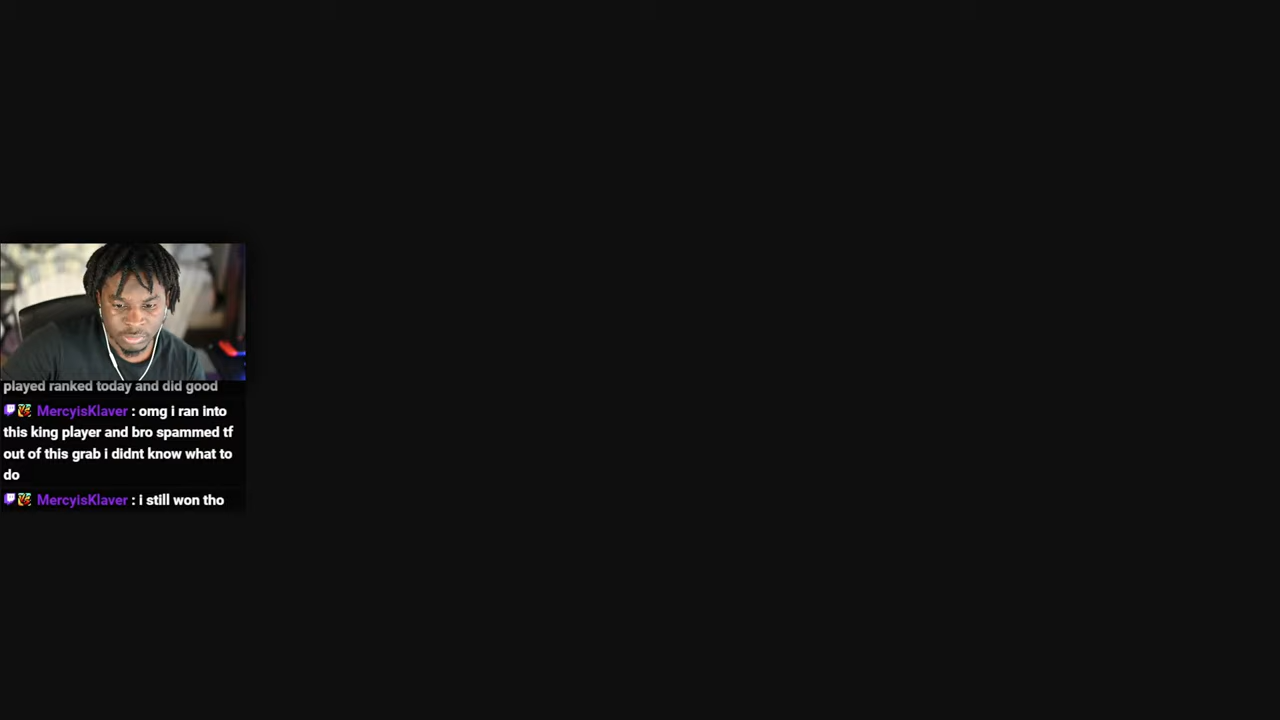 played ranked today and did good
MercyisKlaver : omg i ran into
this king player and bro spammed tf
out of this grab i didnt know what to
do
MercyisKlaver : i still won tho